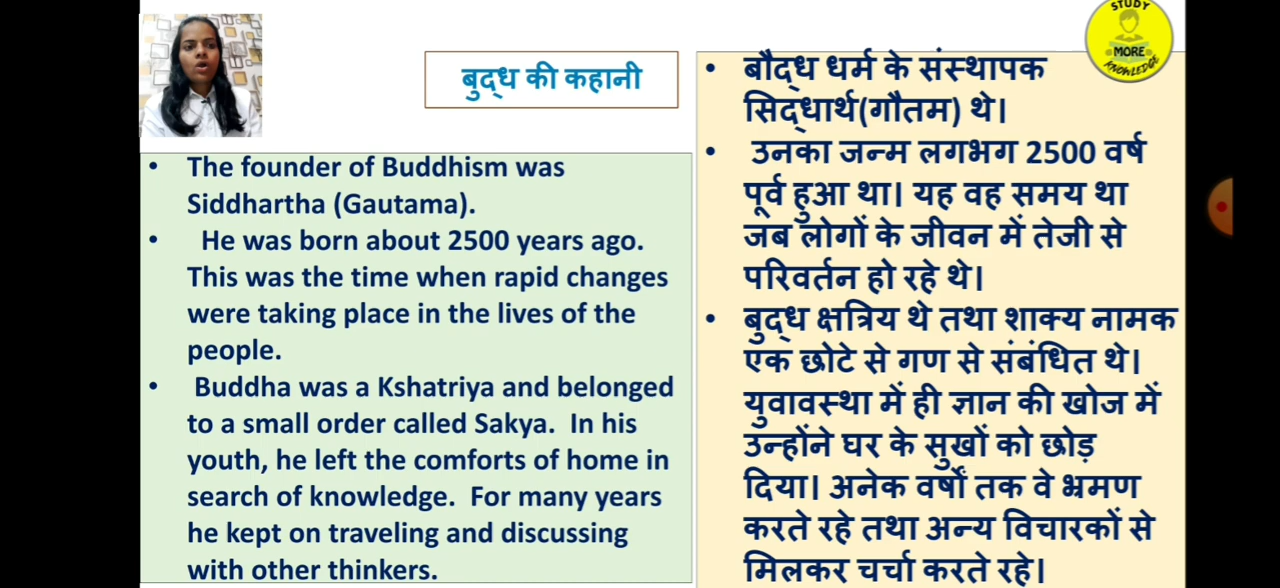 बुद्ध की कहानी
The founder of Buddhism was
Siddhartha (Gautama).
He was born about 2500 years ago.
This was the time when rapid changes
were taking place in the lives of the
people.
Buddha was a Kshatriya and belonged
to a small order called Sakya. In his
youth, he left the comforts of home in
search of knowledge. For many years
he kept on traveling and discussing
with other thinkers.
STUDY
MORE
KNOWLEDGE
बौद्ध धर्म के संस्थापक
सिद्धार्थ(गौतम) थे।
उनका जन्म लगभग 2500 वर्ष
पूर्व हुआ था। यह वह समय था
जब लोगों के जीवन में तेजी से
परिवर्तन हो रहे थे।
बुद्ध क्षत्रिय थे तथा शाक्य नामक
एक छोटे से गण से संबंधित थे।
युवावस्था में ही ज्ञान की खोज में
उन्होंने घर के सुखों को छोड़
दिया। अनेक वर्षों तक वे भ्रमण
करते रहे तथा अन्य विचारकों से
मिलकर चर्चा करते रहे।